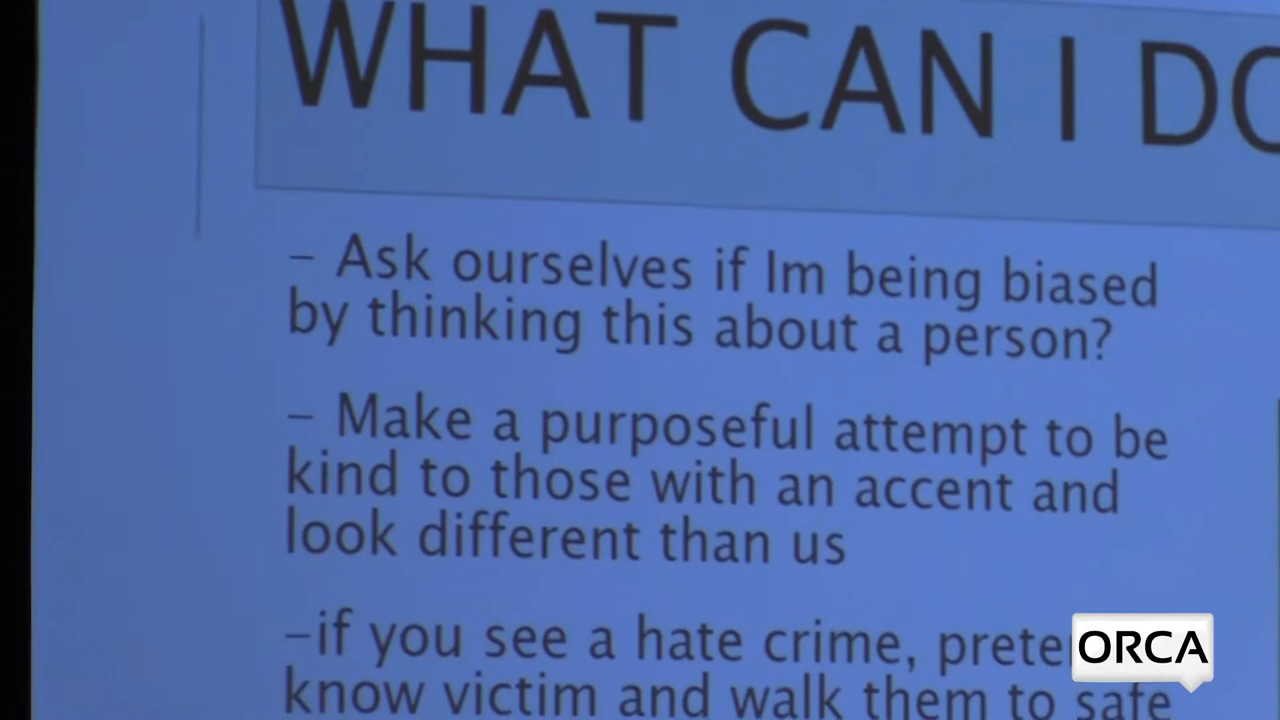 WHAT CAN I DO
– Ask ourselves if Im being biased
by thinking this about a person?
– Make a purposeful attempt to be
kind to those with an accent and
look different than us
–if you see a hate crime,
know victim and walk them to safe
ORCA